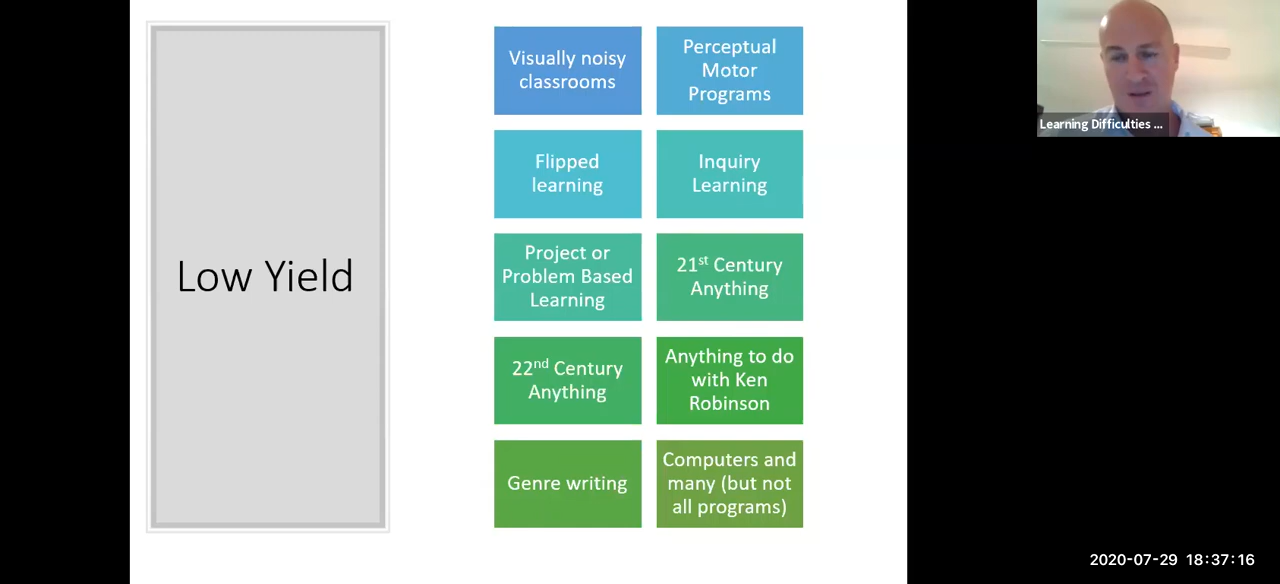 Low Yield
Visually noisy
classrooms
Perceptual
Motor
Programs
Flipped
learning
Inquiry
Learning
Project or
Problem Based
Learning
21st Century
Anything
22nd Century
Anything
Anything to do
with Ken
Robinson
Genre writing
Computers and
many (but not
all programs)
Learning Difficulties ...
2020-07-29 18:37:16